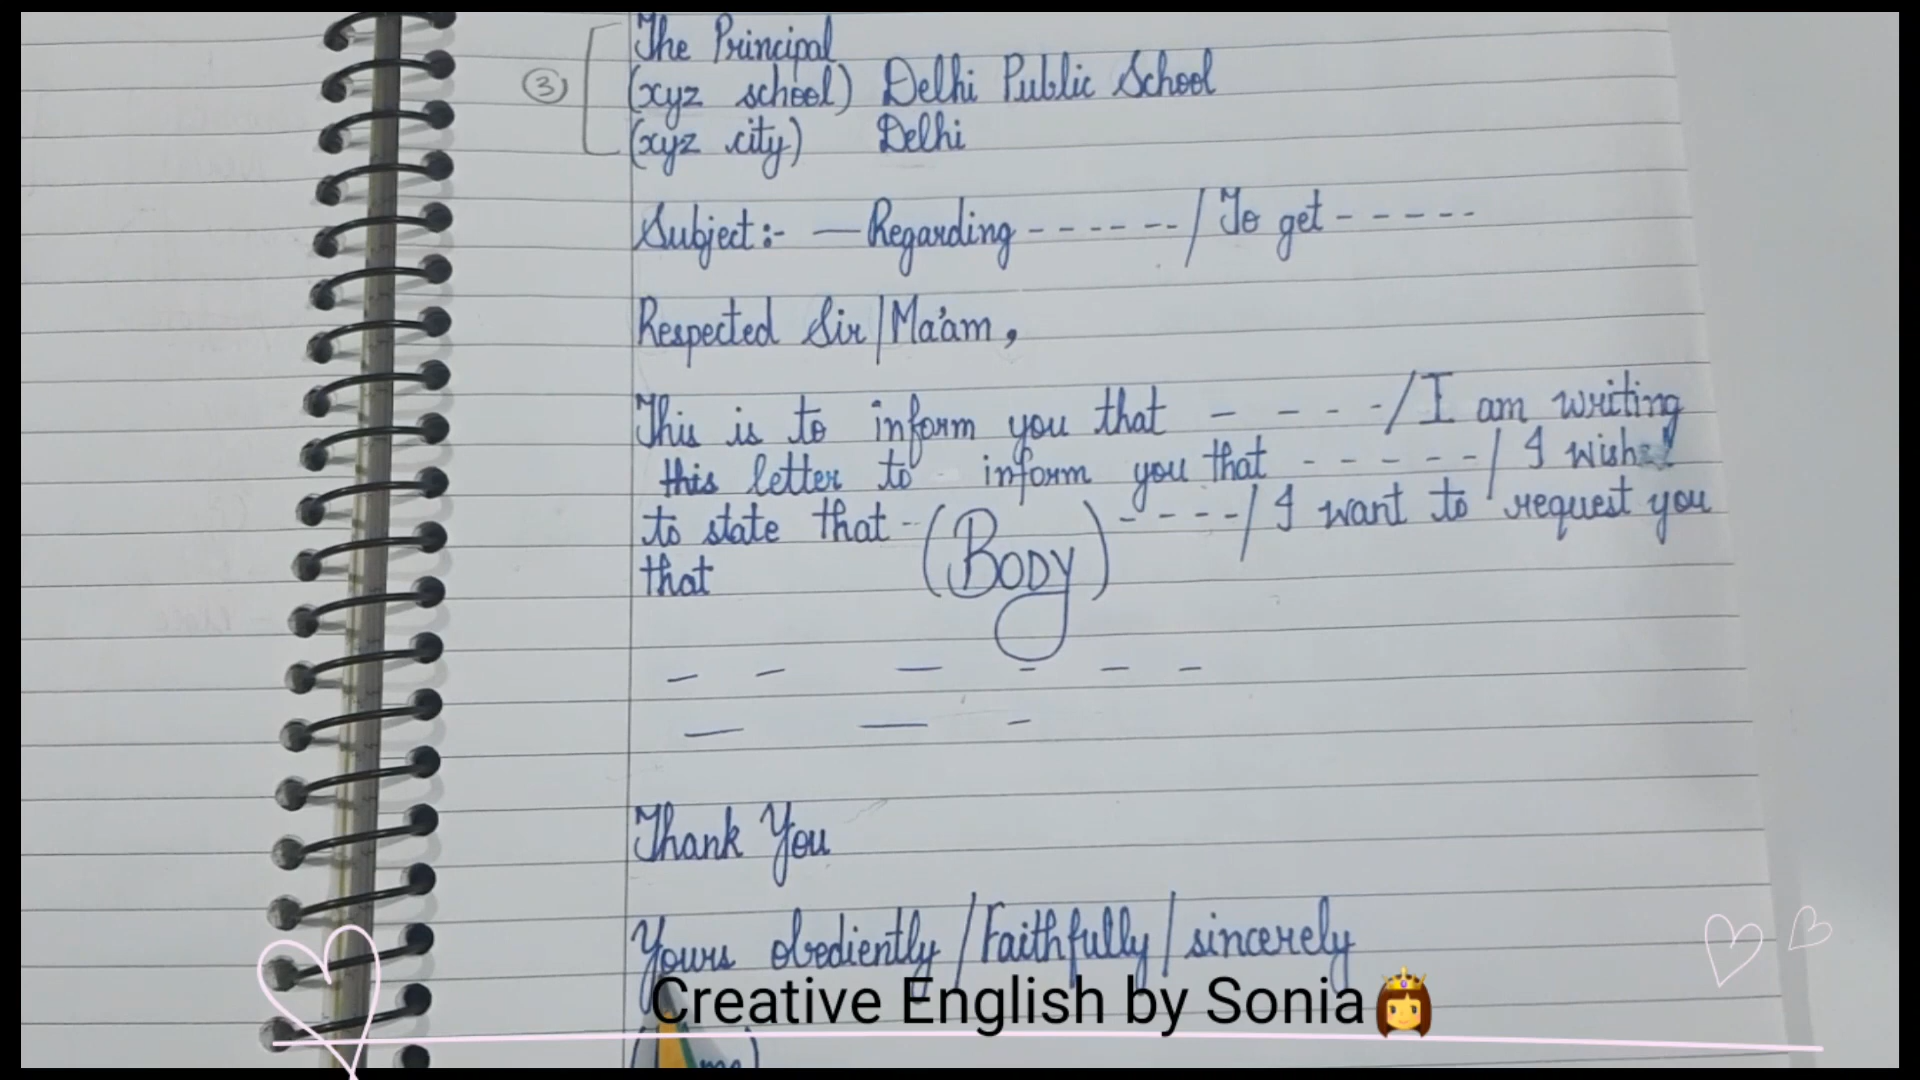 The Principal
③ (xyz school) Delhi Public School
(xyz city) Delhi
Subject:- — Regarding ------ / To get -----
Respected Sir/Ma'am,
This is to inform you that - - - - / I am writing
this letter to inform you that - - - - - / I wish
to state that -- (BODY) - - - - / I want to request you
that
Thank You
Yours obediently / Faithfully / sincerely
Creative English by Sonia👸